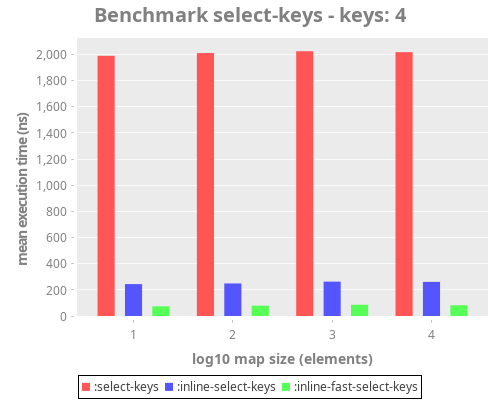 Benchmark select-keys - keys: 4
mean execution time (ns)
2,000
1,800
1,600
1,400
1,200
1,000
800
600
400
200
0
1 2 3 4
log10 map size (elements)
:select-keys :inline-select-keys :inline-fast-select-keys